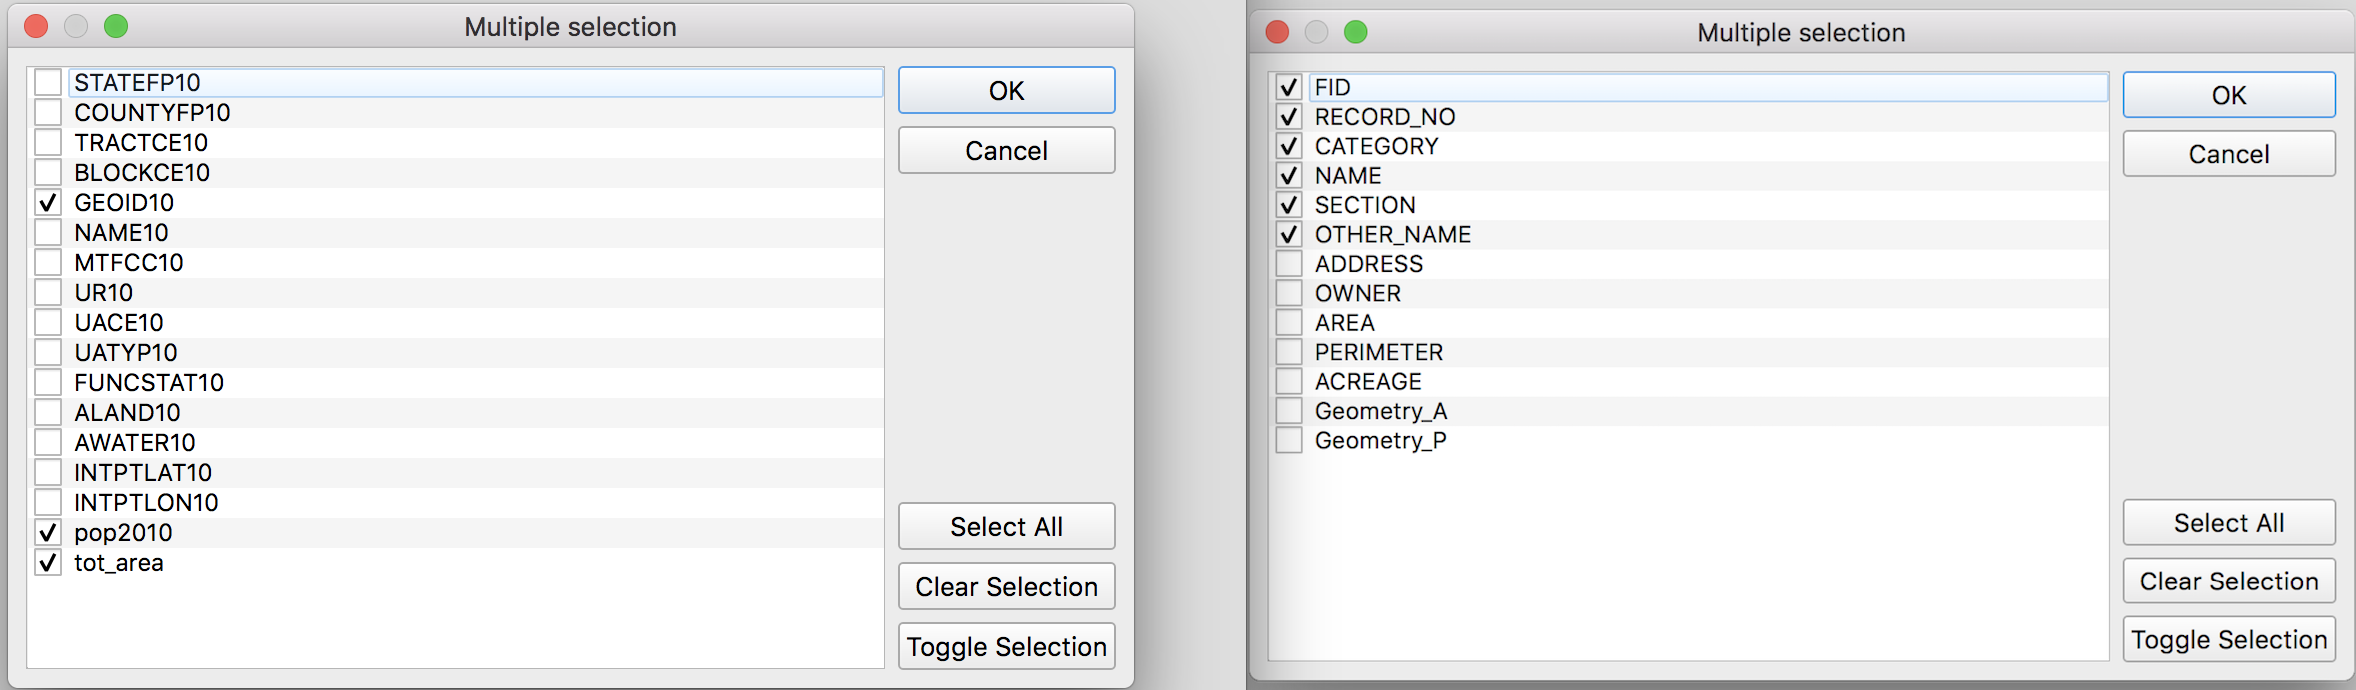 Multiple selection
STATEFP10
COUNTYFP10
TRACTCE10
BLOCKCE10
GEOID10
NAME10
MTFCC10
UR10
UACE10
UATYP10
FUNCSTAT10
ALAND10
AWATER10
INTPTLAT10
INTPTLON10
pop2010
tot_area
OK
Cancel
Select All
Clear Selection
Toggle Selection
Multiple selection
FID
RECORD_NO
CATEGORY
NAME
SECTION
OTHER_NAME
ADDRESS
OWNER
AREA
PERIMETER
ACREAGE
Geometry_A
Geometry_P
OK
Cancel
Select All
Clear Selection
Toggle Selection